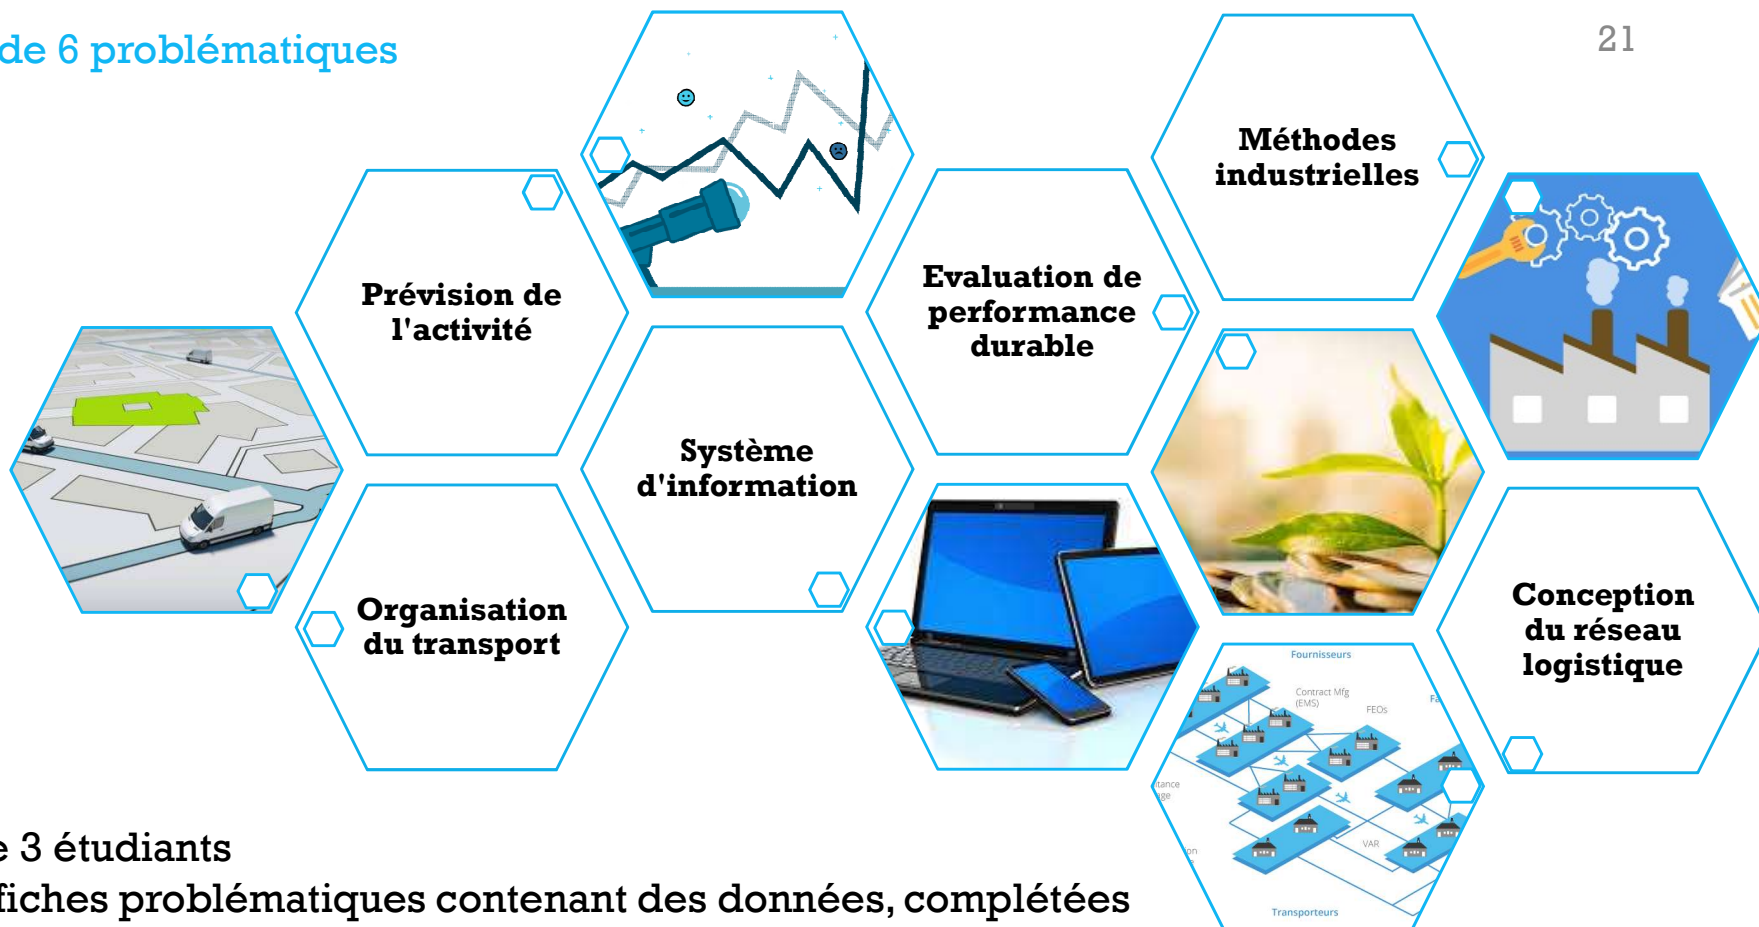 de 6 problématiques
21
Méthodes
industrielles
Prévision de
l'activité
Evaluation de
performance
durable
Système
d'information
Organisation
du transport
Conception
du réseau
logistique
Fournisseurs
Contract Mfg
(EMS)
FEOs
VAR
Transporteurs
3 étudiants
fiches problématiques contenant des données, complétées